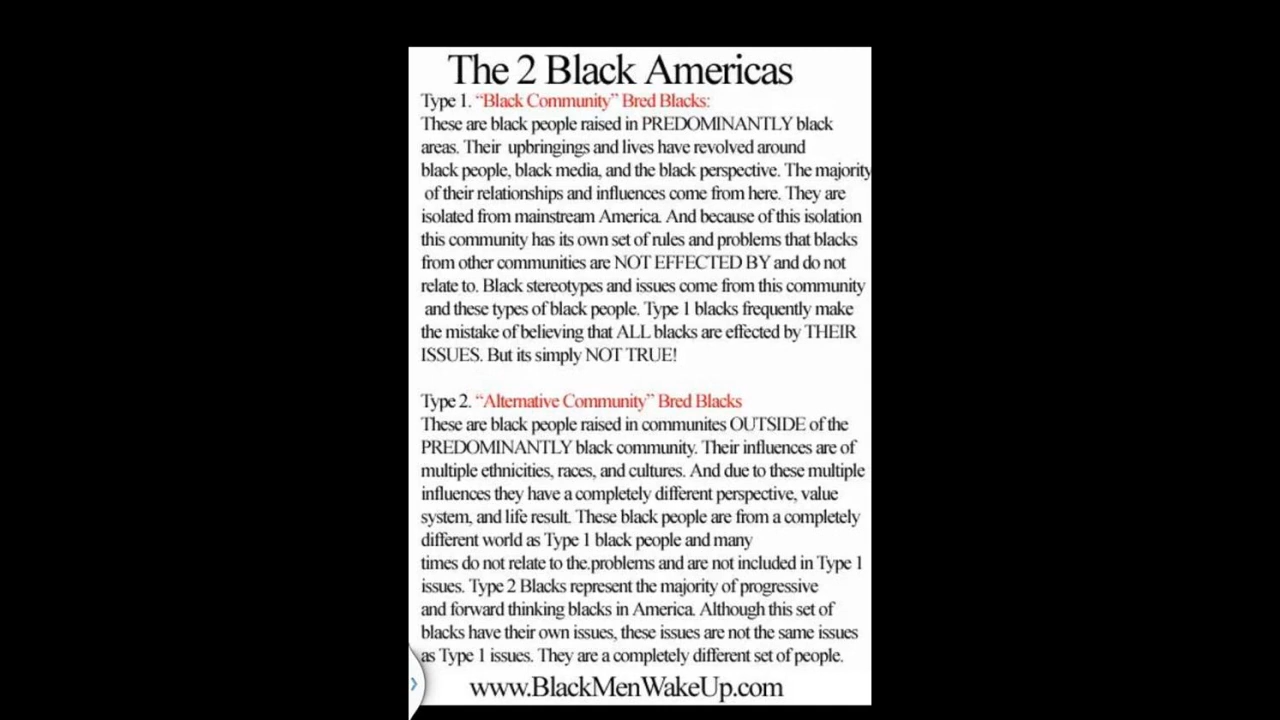 The 2 Black Americas
Type 1. “Black Community” Bred Blacks:
These are black people raised in PREDOMINANTLY black
areas. Their upbringings and lives have revolved around
black people, black media, and the black perspective. The majority
of their relationships and influences come from here. They are
isolated from mainstream America. And because of this isolation
this community has its own set of rules and problems that blacks
from other communities are NOT EFFECTED BY and do not
relate to. Black stereotypes and issues come from this community
and these types of black people. Type 1 blacks frequently make
the mistake of believing that ALL blacks are effected by THEIR
ISSUES. But its simply NOT TRUE!
Type 2. “Alternative Community” Bred Blacks
These are black people raised in communites OUTSIDE of the
PREDOMINANTLY black community. Their influences are of
multiple ethnicities, races, and cultures. And due to these multiple
influences they have a completely different perspective, value
system, and life result. These black people are from a completely
different world as Type 1 black people and many
times do not relate to the.problems and are not included in Type 1
issues. Type 2 Blacks represent the majority of progressive
and forward thinking blacks in America. Although this set of
blacks have their own issues, these issues are not the same issues
as Type 1 issues. They are a completely different set of people.
www.BlackMenWakeUp.com